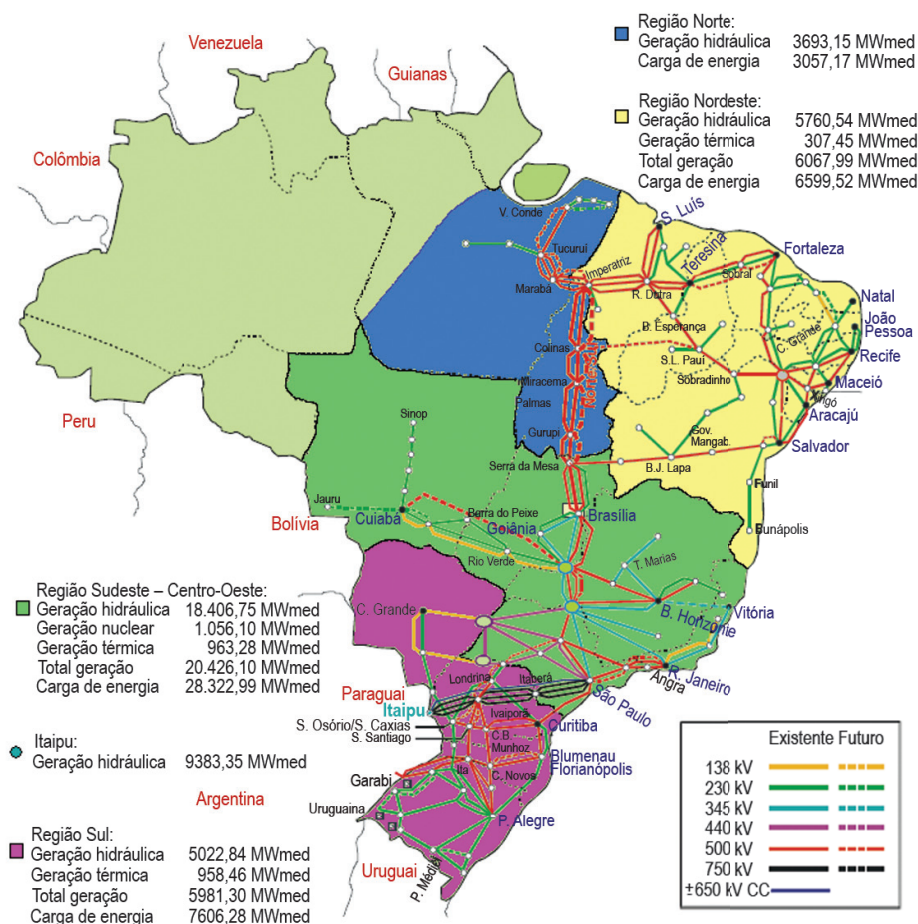 Região Norte:
Geração hidráulica 3693,15 MWmed
Carga de energia 3057,17 MWmed
Região Nordeste:
Geração hidráulica 5760,54 MWmed
Geração térmica 307,45 MWmed
Total geração 6067,99 MWmed
Carga de energia 6599,52 MWmed
Venezuela
Guianas
Colômbia
Peru
Bolívia
Paraguai
Argentina
Uruguai
V. Conde
Tucuruí
Marabá
Imperatriz
S. Luís
Teresina
Sobral
Fortaleza
R. Dutra
Natal
João
Pessoa
B. Esperança
C. Grande
Recife
Colinas
S.L. Pauí
Sobradinho
Maceió
Miracema
Palmas
Aracajú
Gurupi
Gov.
Mangab.
Salvador
Serra da Mesa
B.J. Lapa
Sinop
Funil
Jauru
Cuiabá
Berra do Peixe
Goiânia
Brasília
Bunápolis
Rio Verde
T. Marias
B. Horizonte
Vitória
C. Grande
R. Janeiro
Angra
Londrina
Itaberá
São Paulo
Itaipu
Ivaiporã
S. Osório/S. Caxias
S. Santiago
Curitiba
C.B.
Munhoz
Blumenau
Florianópolis
Ita
C. Novos
Garabi
Uruguaina
P. Alegre
P. Médici
Região Sudeste – Centro-Oeste:
Geração hidráulica 18.406,75 MWmed
Geração nuclear 1.056,10 MWmed
Geração térmica 963,28 MWmed
Total geração 20.426,10 MWmed
Carga de energia 28.322,99 MWmed
Itaipu:
Geração hidráulica 9383,35 MWmed
Região Sul:
Geração hidráulica 5022,84 MWmed
Geração térmica 958,46 MWmed
Total geração 5981,30 MWmed
Carga de energia 7606,28 MWmed
Existente Futuro
138 kV
230 kV
345 kV
440 kV
500 kV
750 kV
±650 kV CC